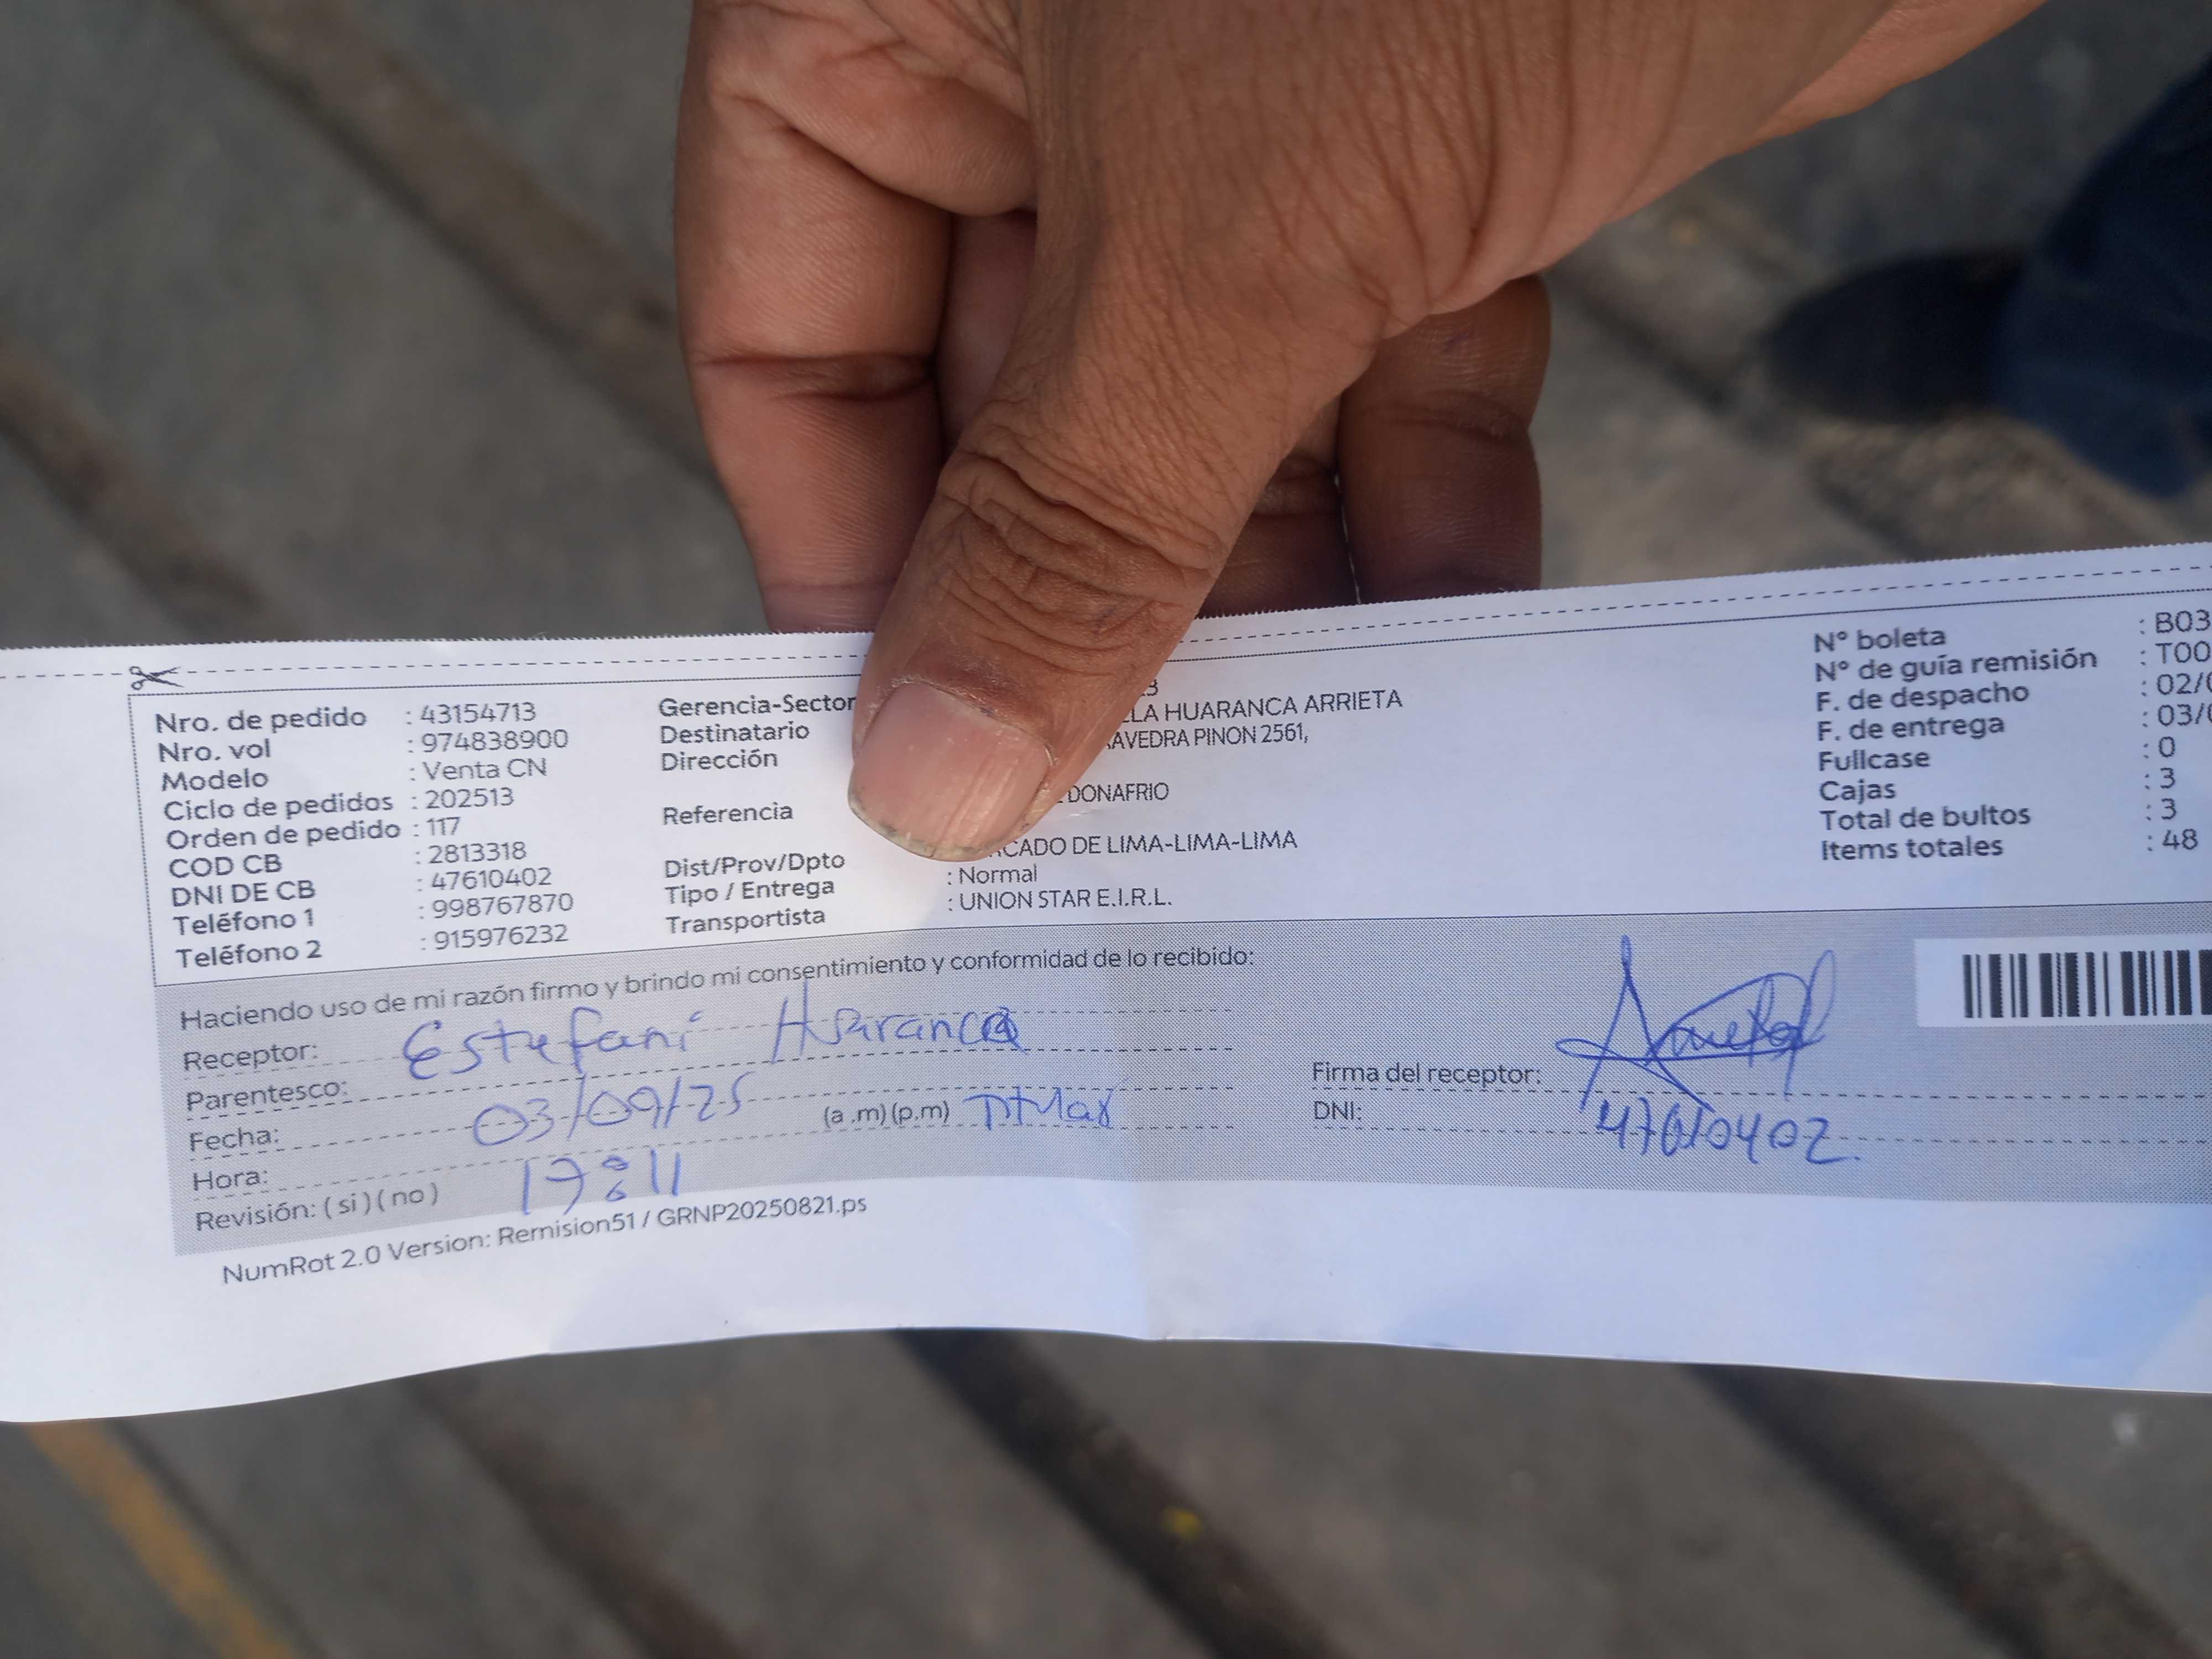 Nro. de pedido : 43154713
Nro. vol : 974838900
Modelo : Venta CN
Ciclo de pedidos : 202513
Orden de pedido : 117
COD CB : 2813318
DNI DE CB : 47610402
Teléfono 1 : 998767870
Teléfono 2 : 915976232
Gerencia-Sector
Destinatario HUARANCA ARRIETA
Dirección PINON 2561,
Referencia DONAFRIO
Dist/Prov/Dpto DE LIMA-LIMA-LIMA
Tipo / Entrega : Normal
Transportista : UNION STAR E.I.R.L.
N° boleta : B03
N° de guía remisión : T00
F. de despacho : 02/
F. de entrega : 03/
Fullcase : 0
Cajas : 3
Total de bultos : 3
Items totales : 48
Haciendo uso de mi razón firmo y brindo mi consentimiento y conformidad de lo recibido:
Receptor: Estefani Huaranca
Parentesco:
Fecha: 03/09/25 (a .m) (p.m)
Hora: 17:11
Revisión: ( si ) ( no )
Firma del receptor:
DNI: 47610402
NumRot 2.0 Version: Remision51 / GRNP20250821.ps